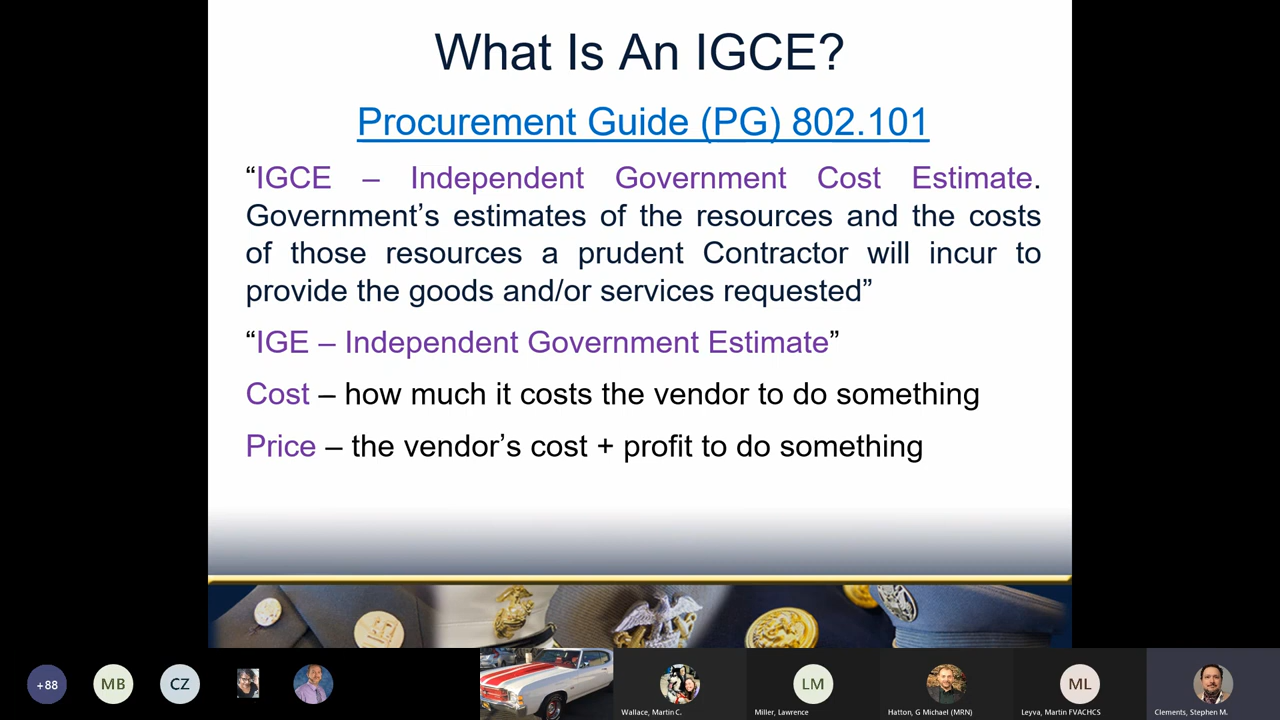 What Is An IGCE?
Procurement Guide (PG) 802.101
“IGCE – Independent Government Cost Estimate.
Government’s estimates of the resources and the costs
of those resources a prudent Contractor will incur to
provide the goods and/or services requested”
“IGE – Independent Government Estimate”
Cost – how much it costs the vendor to do something
Price – the vendor’s cost + profit to do something
+88
MB
CZ
LM
ML
Wallace, Martin C.
Miller, Lawrence
Hatton, G Michael (MRN)
Leyva, Martin FVAHCS
Clements, Stephen M.